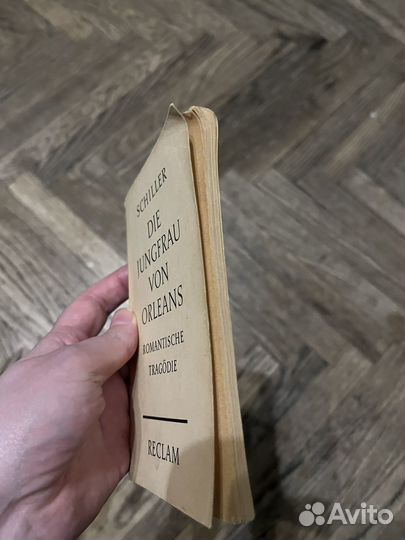 SCHILLER
DIE
JUNGFRAU
VON
ORLEANS
ROMANTISCHE
TRAGÖDIE
RECLAM
Avito